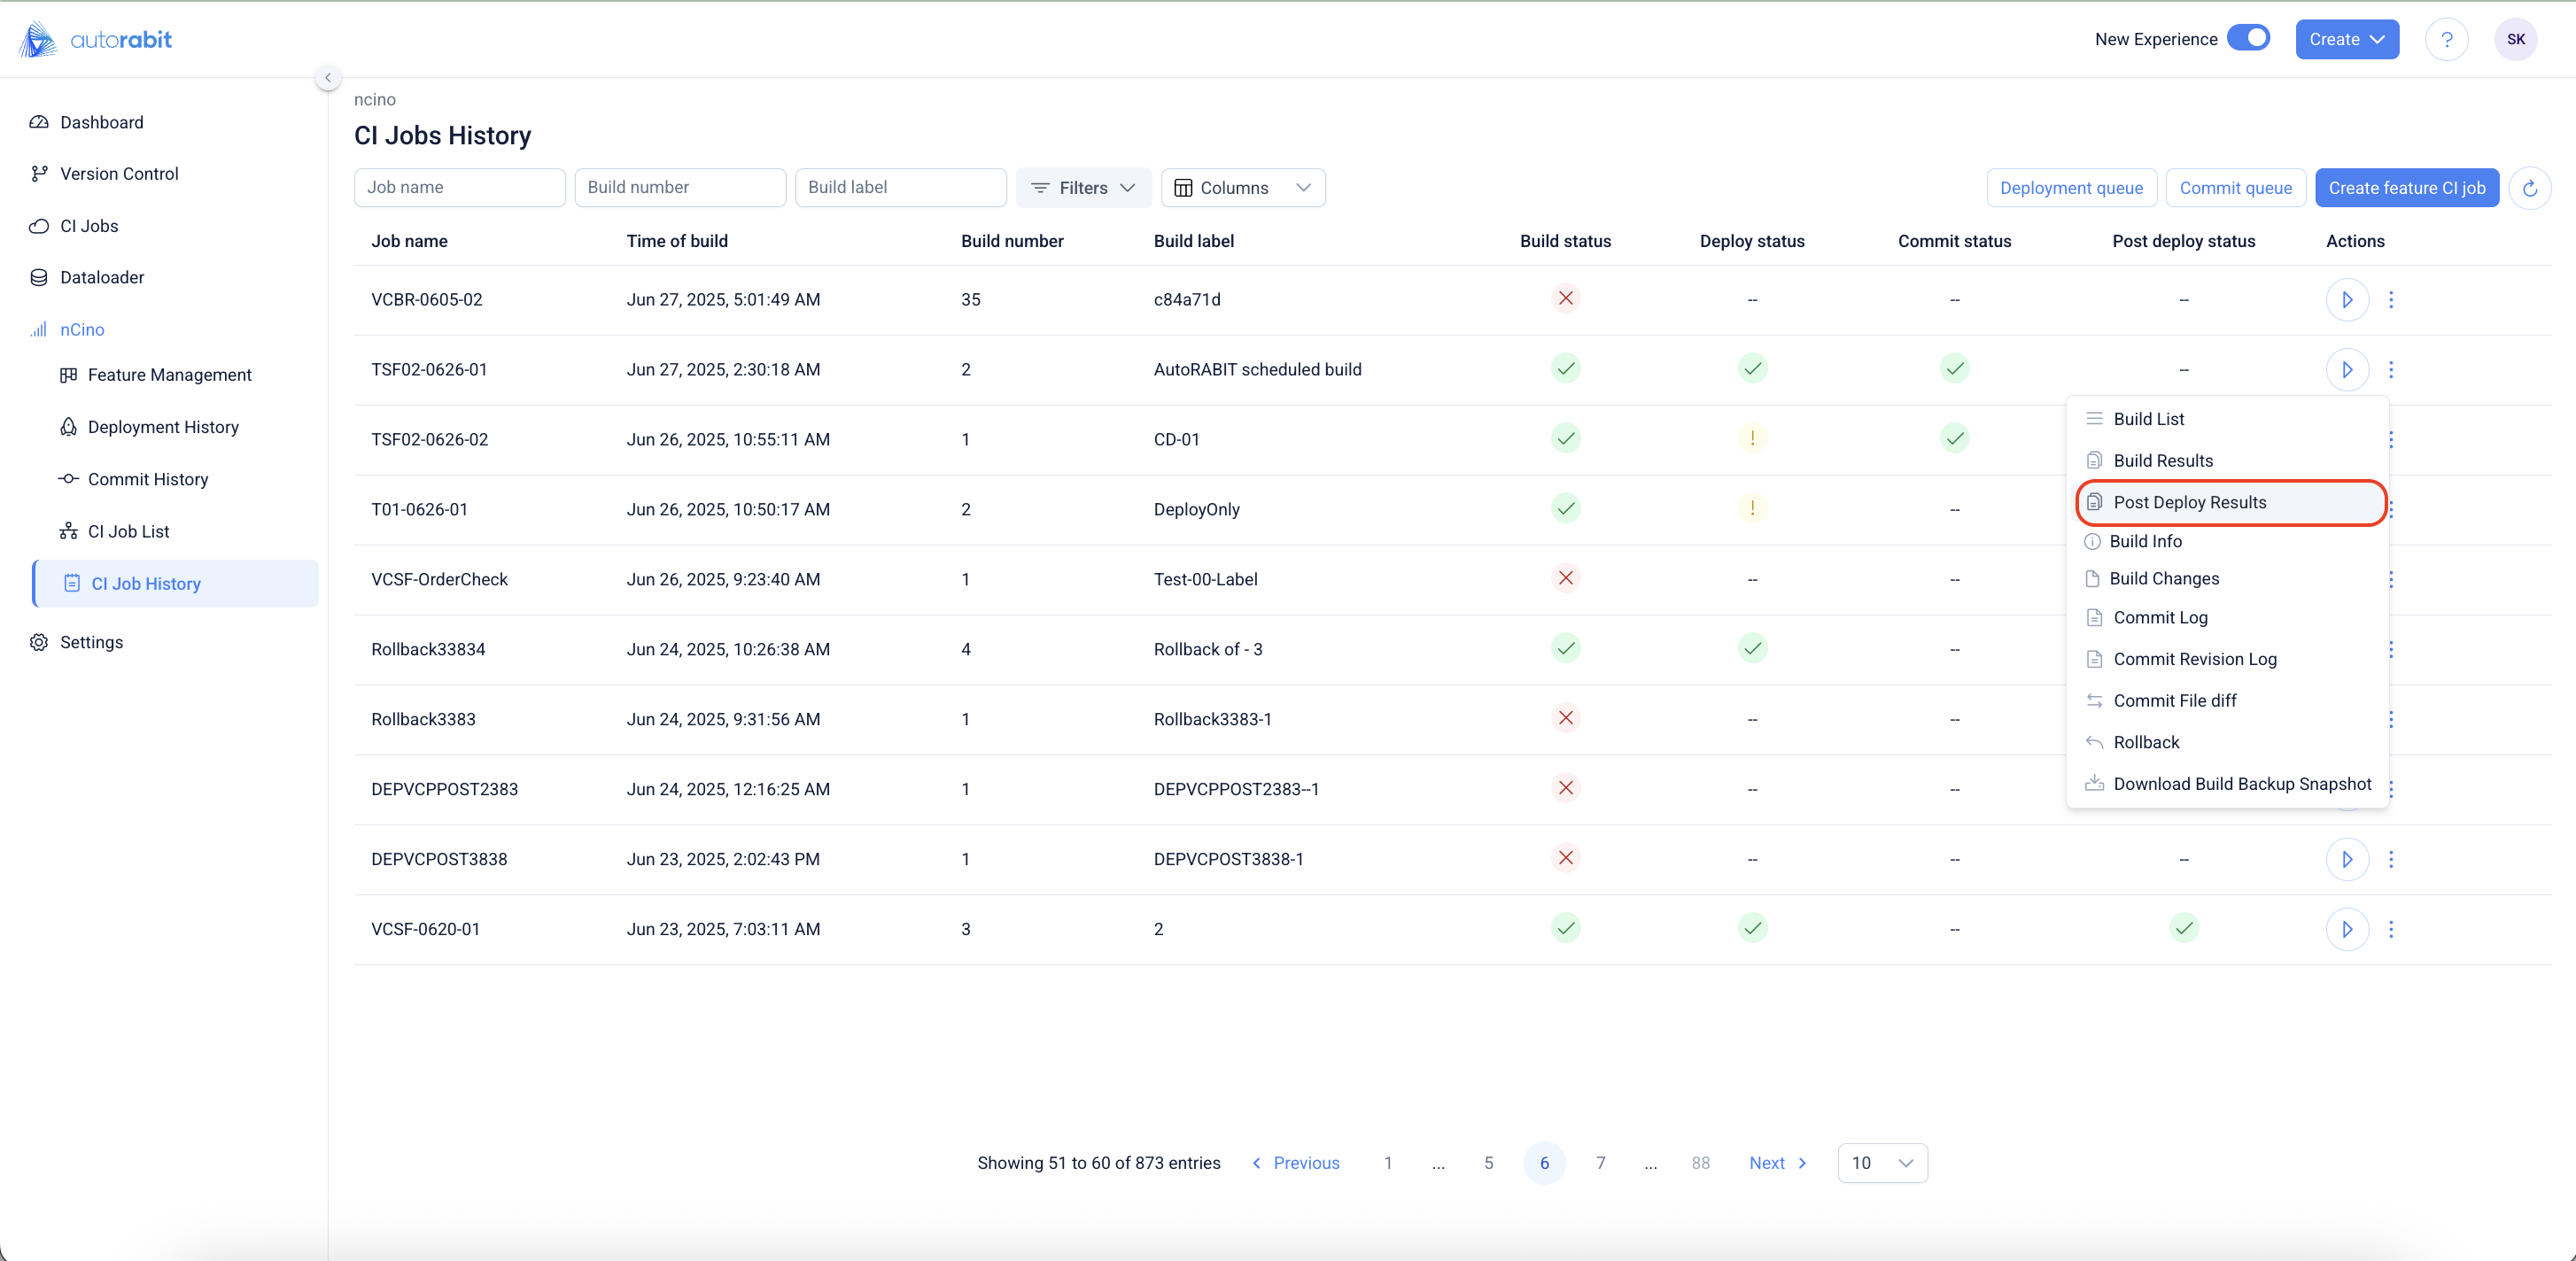 autorabit
New Experience
Create
?
SK
Dashboard
Version Control
CI Jobs
Dataloader
nCino
Feature Management
Deployment History
Commit History
CI Job List
CI Job History
Settings
ncino
CI Jobs History
Job name Build number Build label Filters Columns Deployment queue Commit queue Create feature CI job
Job name Time of build Build number Build label Build status Deploy status Commit status Post deploy status Actions
VCBR-0605-02 Jun 27, 2025, 5:01:49 AM 35 c84a71d -- -- --
TSF02-0626-01 Jun 27, 2025, 2:30:18 AM 2 AutoRABIT scheduled build --
TSF02-0626-02 Jun 26, 2025, 10:55:11 AM 1 CD-01 !
T01-0626-01 Jun 26, 2025, 10:50:17 AM 2 DeployOnly ! --
VCSF-OrderCheck Jun 26, 2025, 9:23:40 AM 1 Test-00-Label -- --
Rollback33834 Jun 24, 2025, 10:26:38 AM 4 Rollback of - 3 --
Rollback3383 Jun 24, 2025, 9:31:56 AM 1 Rollback3383-1 -- --
DEPVCPPOST2383 Jun 24, 2025, 12:16:25 AM 1 DEPVCPPOST2383--1 -- --
DEPVCPOST3838 Jun 23, 2025, 2:02:43 PM 1 DEPVCPOST3838-1 -- -- --
VCSF-0620-01 Jun 23, 2025, 7:03:11 AM 3 2 --
Build List
Build Results
Post Deploy Results
Build Info
Build Changes
Commit Log
Commit Revision Log
Commit File diff
Rollback
Download Build Backup Snapshot
Showing 51 to 60 of 873 entries Previous 1 ... 5 6 7 ... 88 Next 10